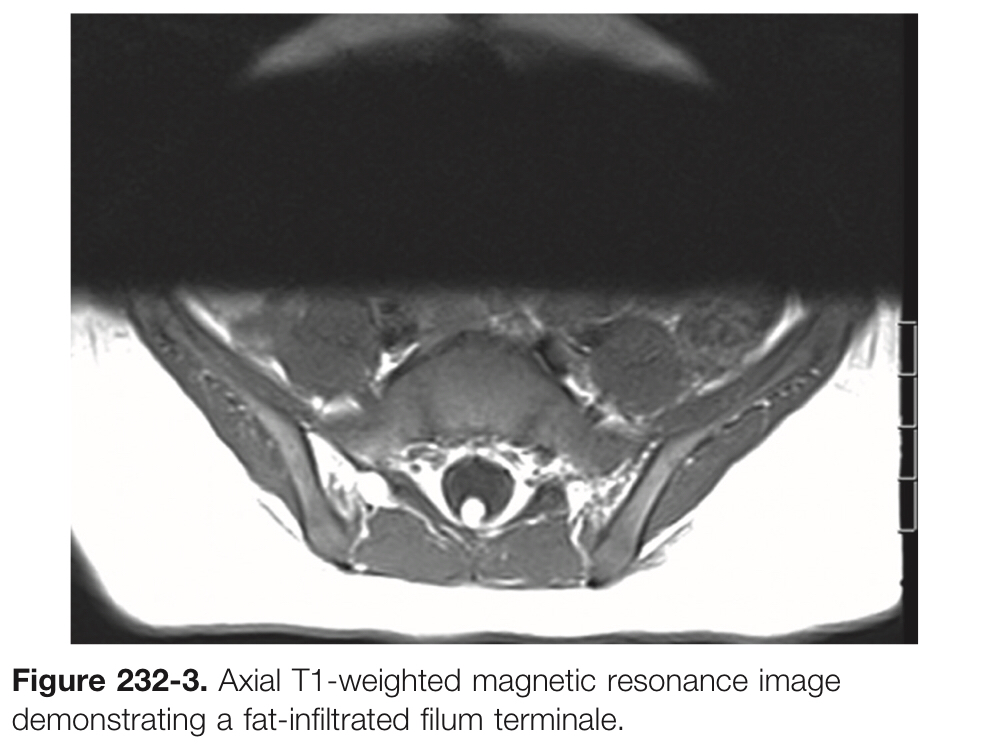 Figure 232-3. Axial T1-weighted magnetic resonance image
demonstrating a fat-infiltrated filum terminale.